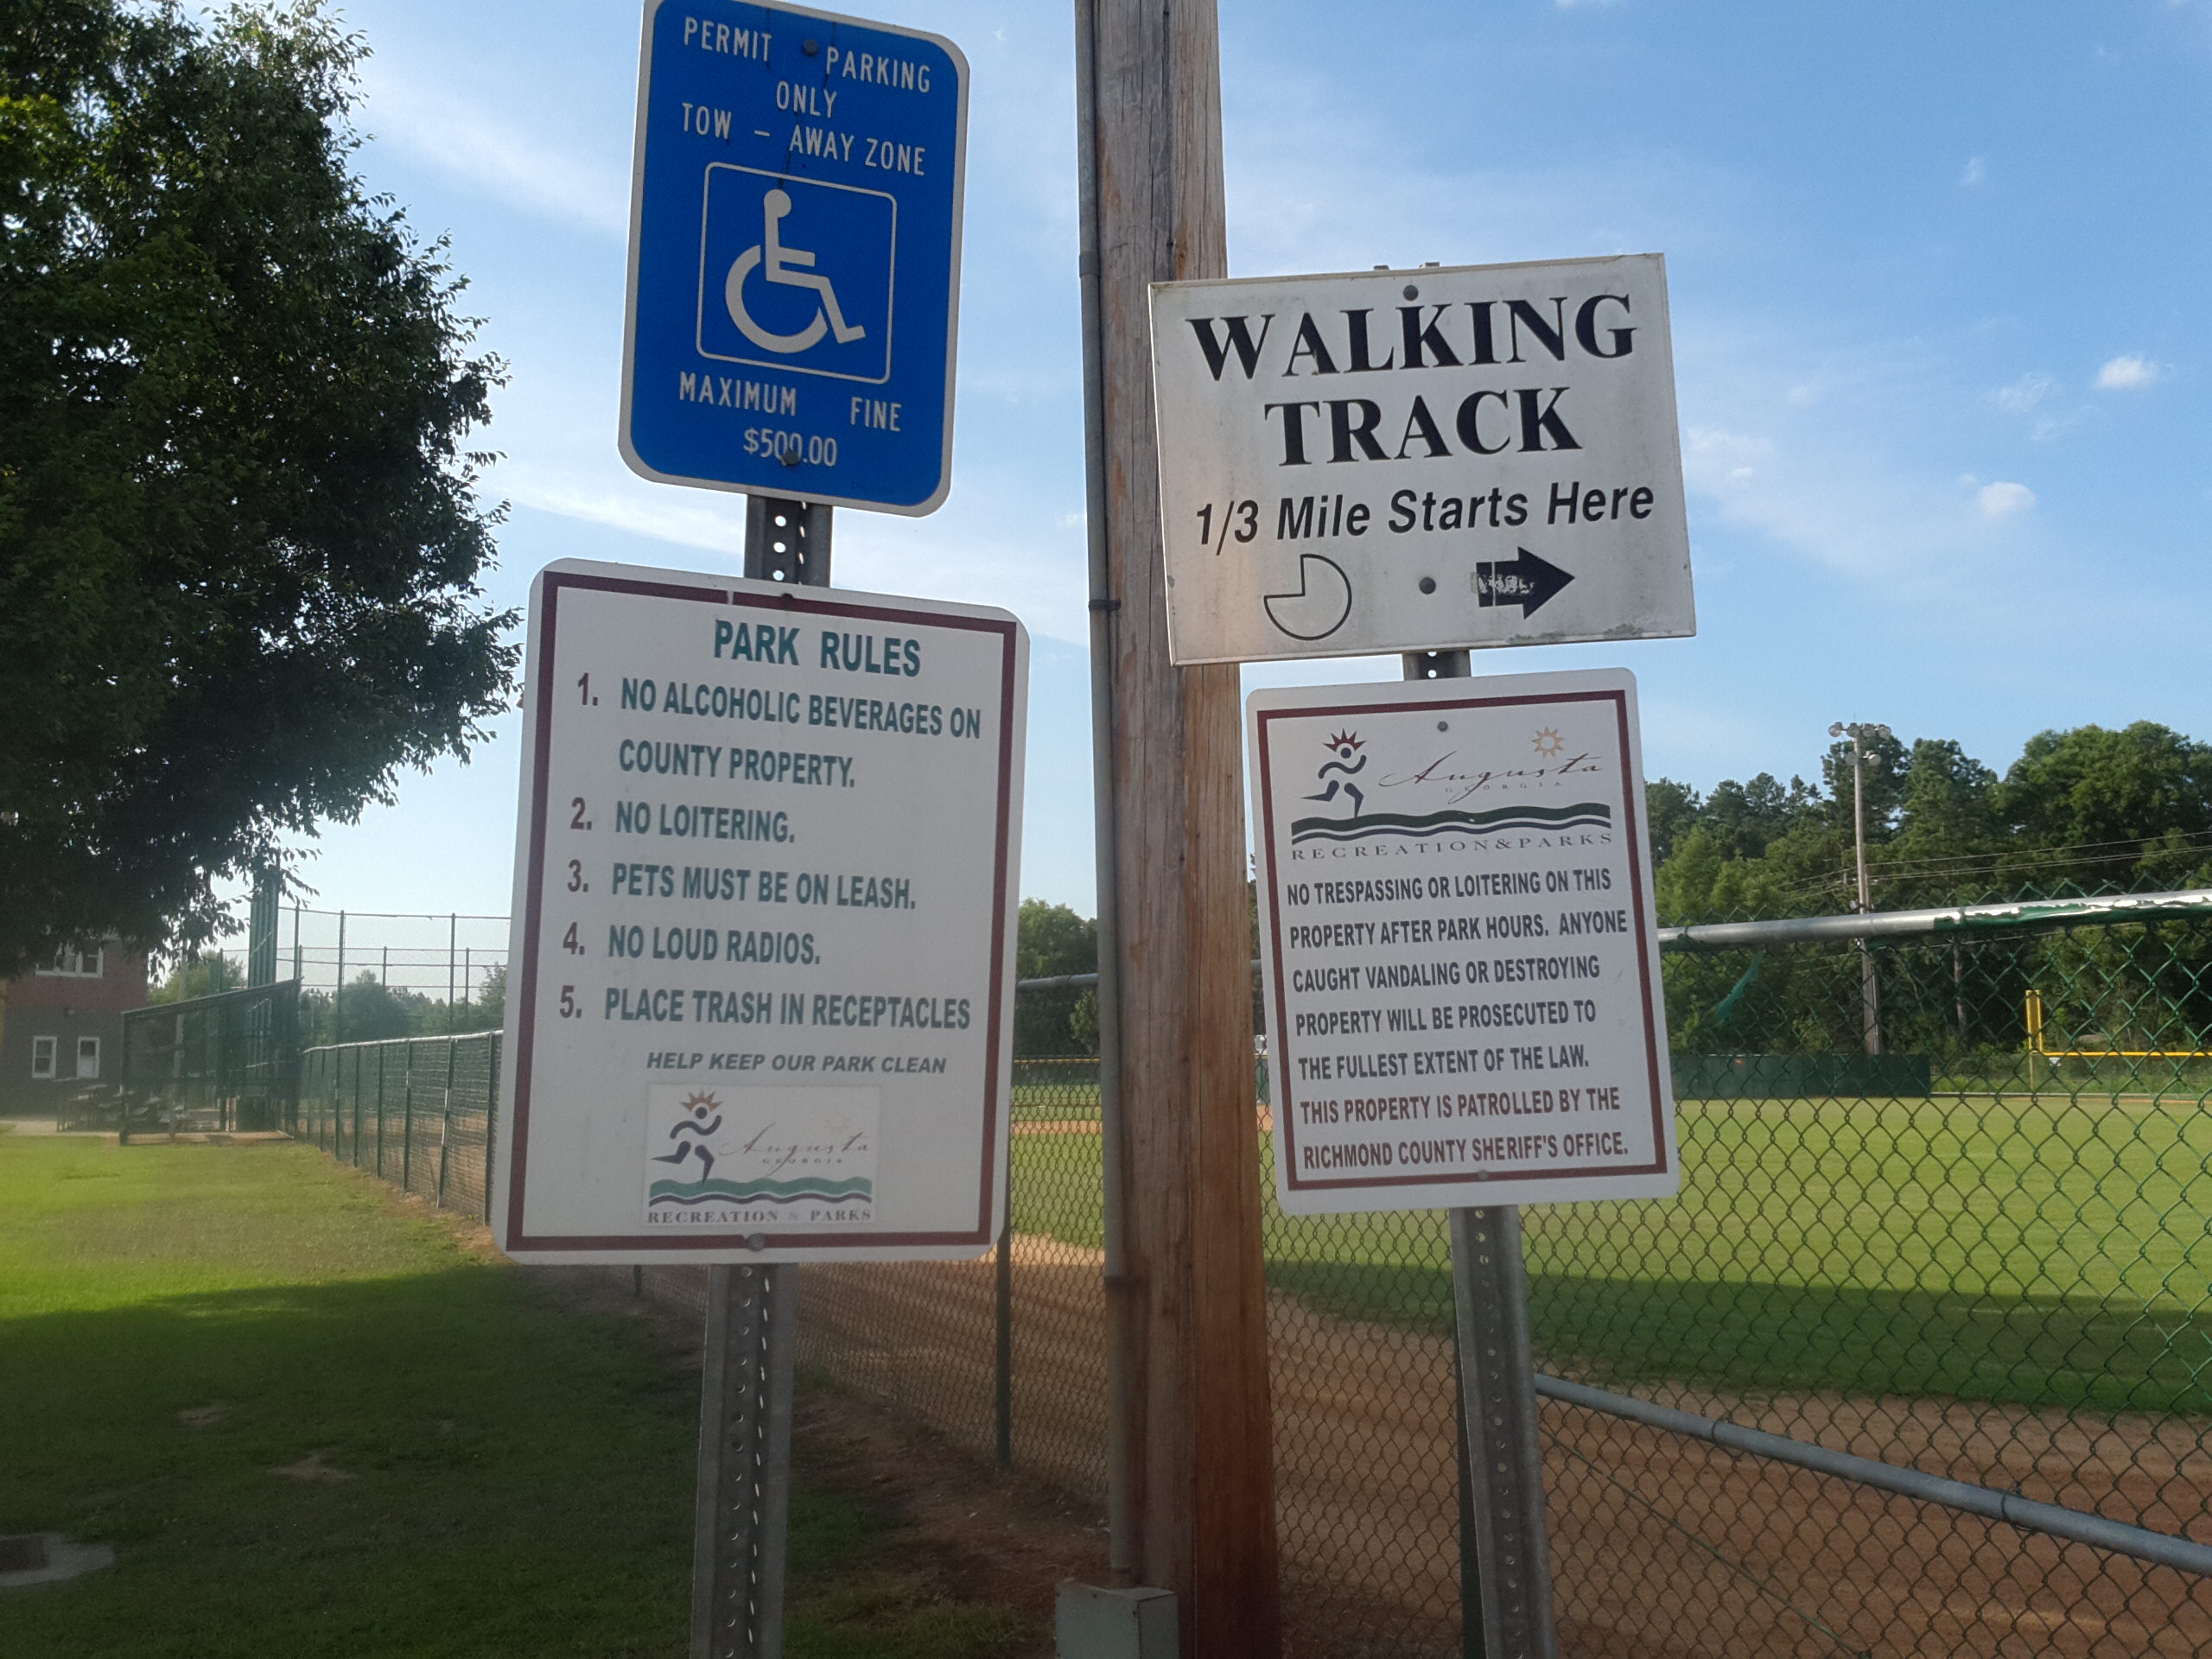 PERMIT PARKING
ONLY
TOW - AWAY ZONE
MAXIMUM FINE
$500.00
PARK RULES
1. NO ALCOHOLIC BEVERAGES ON
COUNTY PROPERTY.
2. NO LOITERING.
3. PETS MUST BE ON LEASH.
4. NO LOUD RADIOS.
5. PLACE TRASH IN RECEPTACLES
HELP KEEP OUR PARK CLEAN
Augusta
GEORGIA
RECREATION & PARKS
WALKING
TRACK
1/3 Mile Starts Here
Augusta
GEORGIA
RECREATION&PARKS
NO TRESPASSING OR LOITERING ON THIS
PROPERTY AFTER PARK HOURS. ANYONE
CAUGHT VANDALING OR DESTROYING
PROPERTY WILL BE PROSECUTED TO
THE FULLEST EXTENT OF THE LAW.
THIS PROPERTY IS PATROLLED BY THE
RICHMOND COUNTY SHERIFF'S OFFICE.